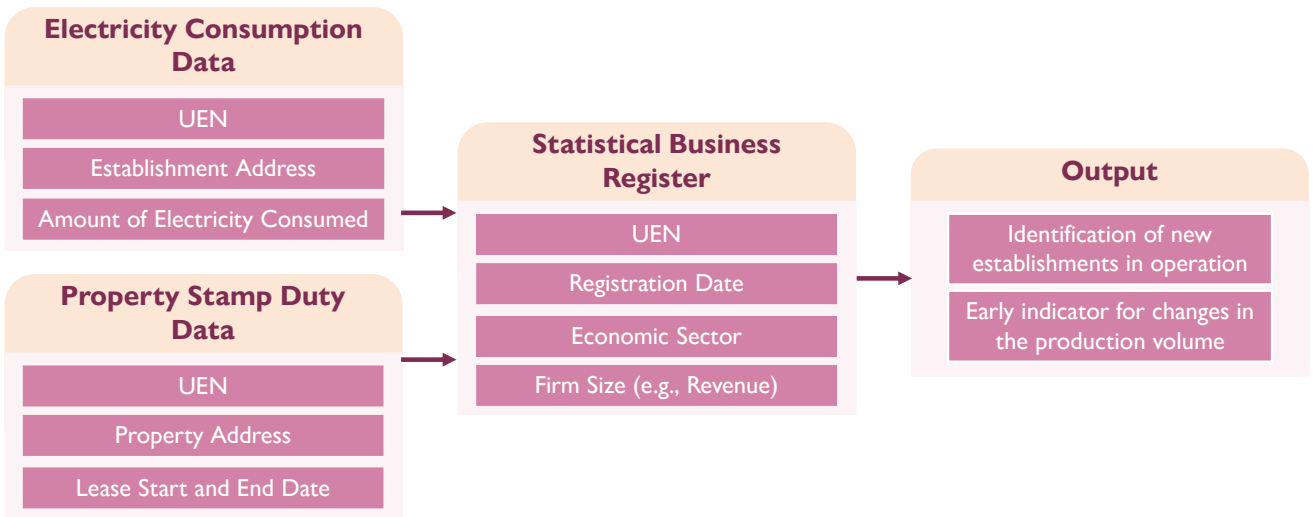 Electricity Consumption
Data
UEN
Establishment Address
Amount of Electricity Consumed
Property Stamp Duty
Data
UEN
Property Address
Lease Start and End Date
Statistical Business
Register
UEN
Registration Date
Economic Sector
Firm Size (e.g., Revenue)
Output
Identification of new
establishments in operation
Early indicator for changes in
the production volume